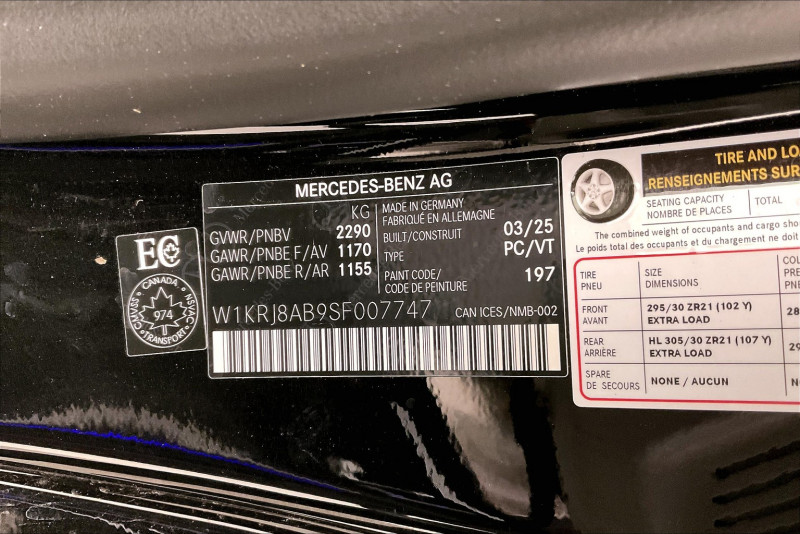 MERCEDES-BENZ AG
KG
GVWR/PNBV 2290
GAWR/PNBE F/AV 1170
GAWR/PNBE R/AR 1155
MADE IN GERMANY
FABRIQUÉ EN ALLEMAGNE
BUILT/CONSTRUIT 03/25
TYPE PC/VT
PAINT CODE/ 197
CODE DE PEINTURE
W1KRJ8AB9SF007747 CAN ICES/NMB-002
EC
CANADA
SVMAC NSVAC
974
TRANSPORT
TIRE AND
RENSEIGNEMENTS SUR
SEATING CAPACITY TOTAL
NOMBRE DE PLACES
The combined weight of occupants and cargo
Le poids total des occupants et du chargement ne doit
TIRE SIZE
PNEU DIMENSIONS
FRONT 295/30 ZR21 (102 Y)
AVANT EXTRA LOAD
REAR HL 305/30 ZR21 (107 Y)
ARRIÈRE EXTRA LOAD
SPARE NONE / AUCUN
DE SECOURS